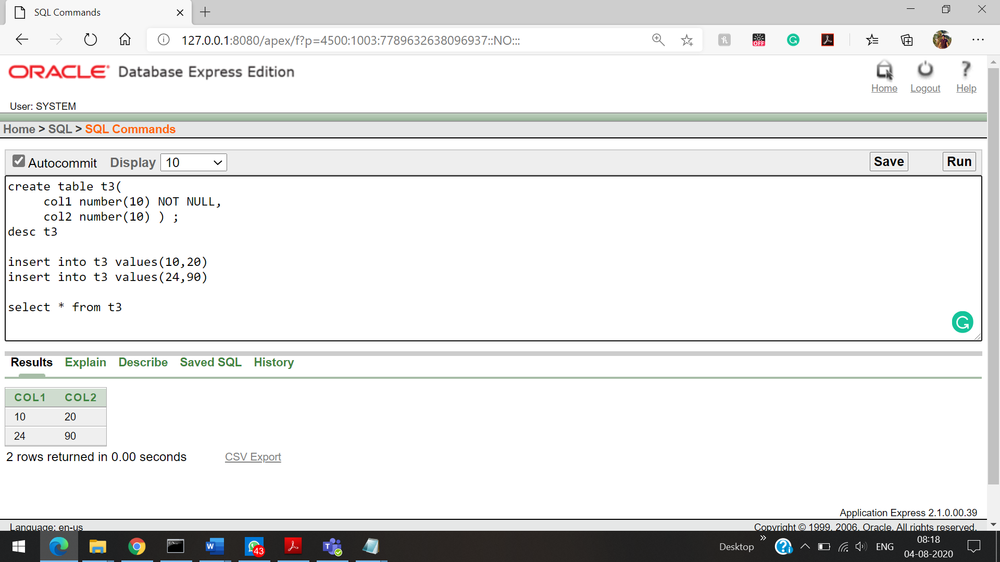 SQL Commands
127.0.0.1:8080/apex/f?p=4500:1003:7789632638096937::NO:::
OFF
ORACLE Database Express Edition
Home Logout Help
User: SYSTEM
Home > SQL > SQL Commands
Autocommit Display 10 Save Run
create table t3(
col1 number(10) NOT NULL,
col2 number(10) ) ;
desc t3
insert into t3 values(10,20)
insert into t3 values(24,90)
select * from t3
Results Explain Describe Saved SQL History
COL1 COL2
10 20
24 90
2 rows returned in 0.00 seconds CSV Export
Application Express 2.1.0.00.39
Language: en-us Copyright © 1999, 2006, Oracle. All rights reserved.
43
Desktop » ENG 08:18
04-08-2020